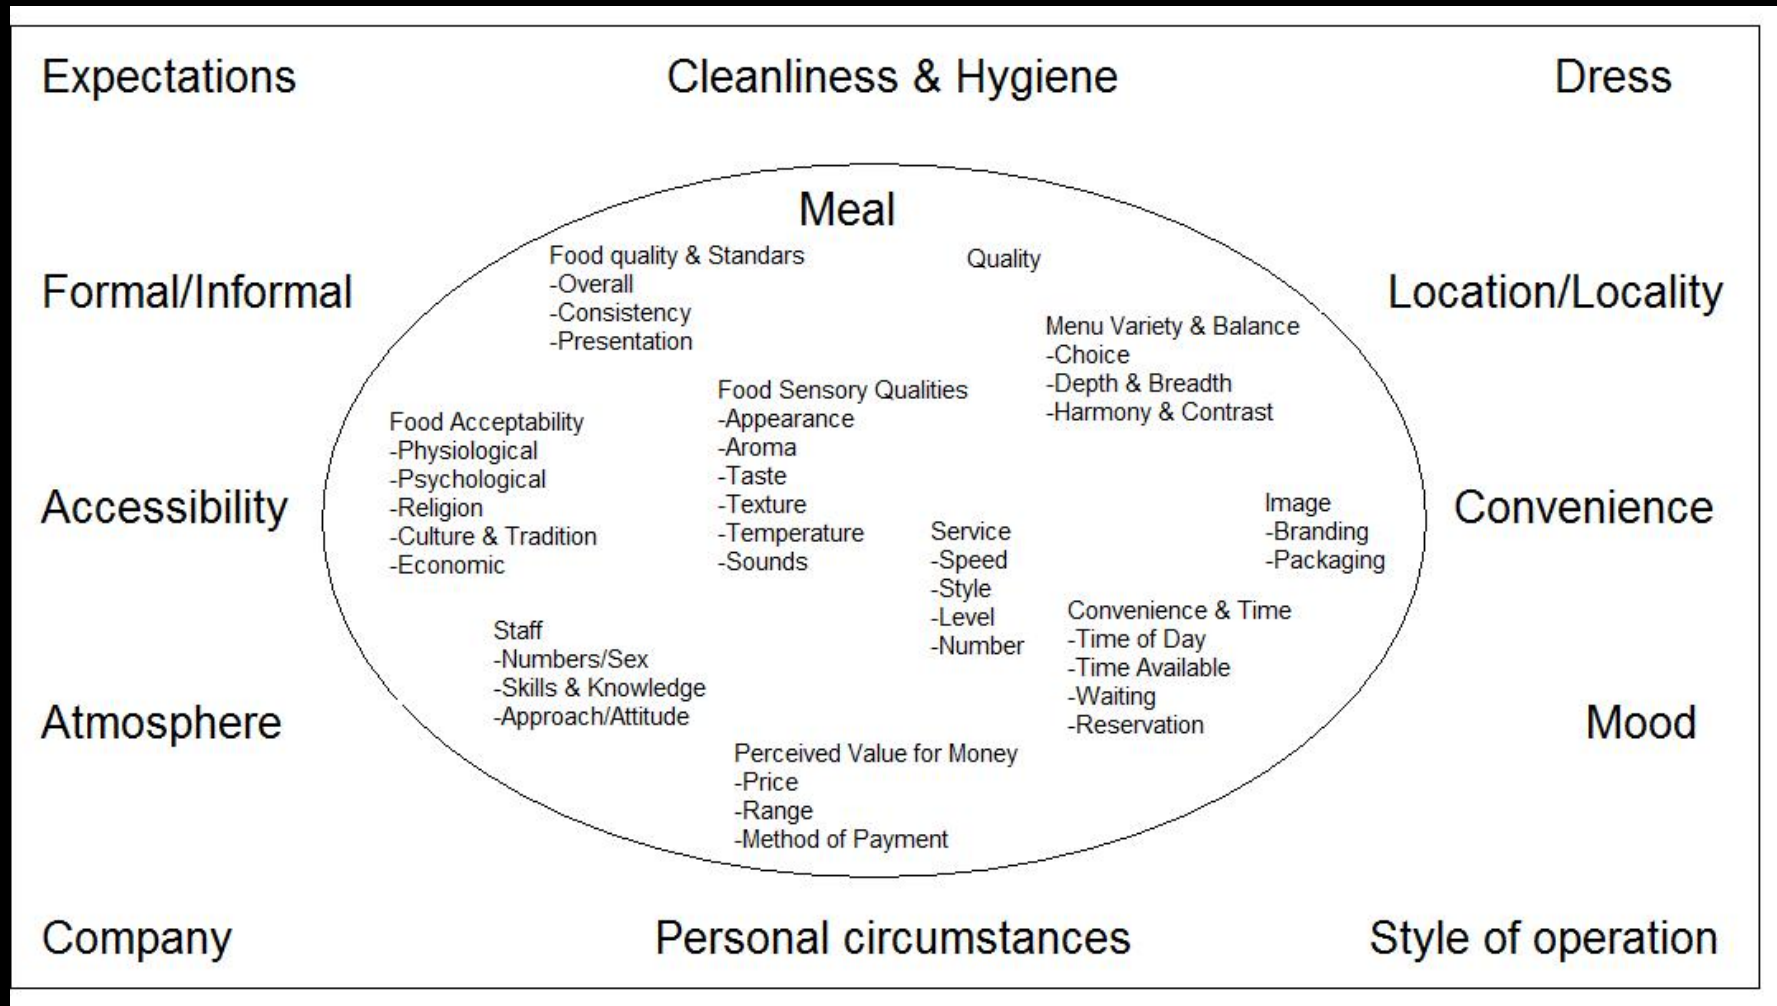 Expectations
Cleanliness & Hygiene
Dress
Meal
Food quality & Standars
-Overall
-Consistency
-Presentation
Quality
Formal/Informal
Location/Locality
Menu Variety & Balance
-Choice
-Depth & Breadth
-Harmony & Contrast
Food Sensory Qualities
-Appearance
-Aroma
-Taste
-Texture
-Temperature
-Sounds
Food Acceptability
-Physiological
-Psychological
-Religion
-Culture & Tradition
-Economic
Accessibility
Convenience
Image
-Branding
-Packaging
Service
-Speed
-Style
-Level
-Number
Convenience & Time
-Time of Day
-Time Available
-Waiting
-Reservation
Staff
-Numbers/Sex
-Skills & Knowledge
-Approach/Attitude
Atmosphere
Mood
Perceived Value for Money
-Price
-Range
-Method of Payment
Company
Personal circumstances
Style of operation